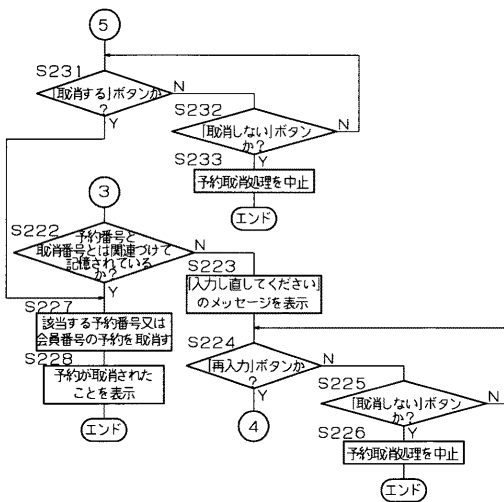 5
S231
「取消する」ボタンか
?
N
Y
S232
「取消しない」ボタン
か?
N
Y
S233
予約取消処理を中止
エンド
3
S222
予約番号と
取消番号とは関連づけて
記憶されている
か?
N
Y
S223
「入力し直してください」
のメッセージを表示
S227
該当する予約番号又は
会員番号の予約を取消す
S228
予約が取消された
ことを表示
エンド
S224
「再入力」ボタンか
?
N
Y
4
S225
「取消しない」ボタン
か?
N
Y
S226
予約取消処理を中止
エンド